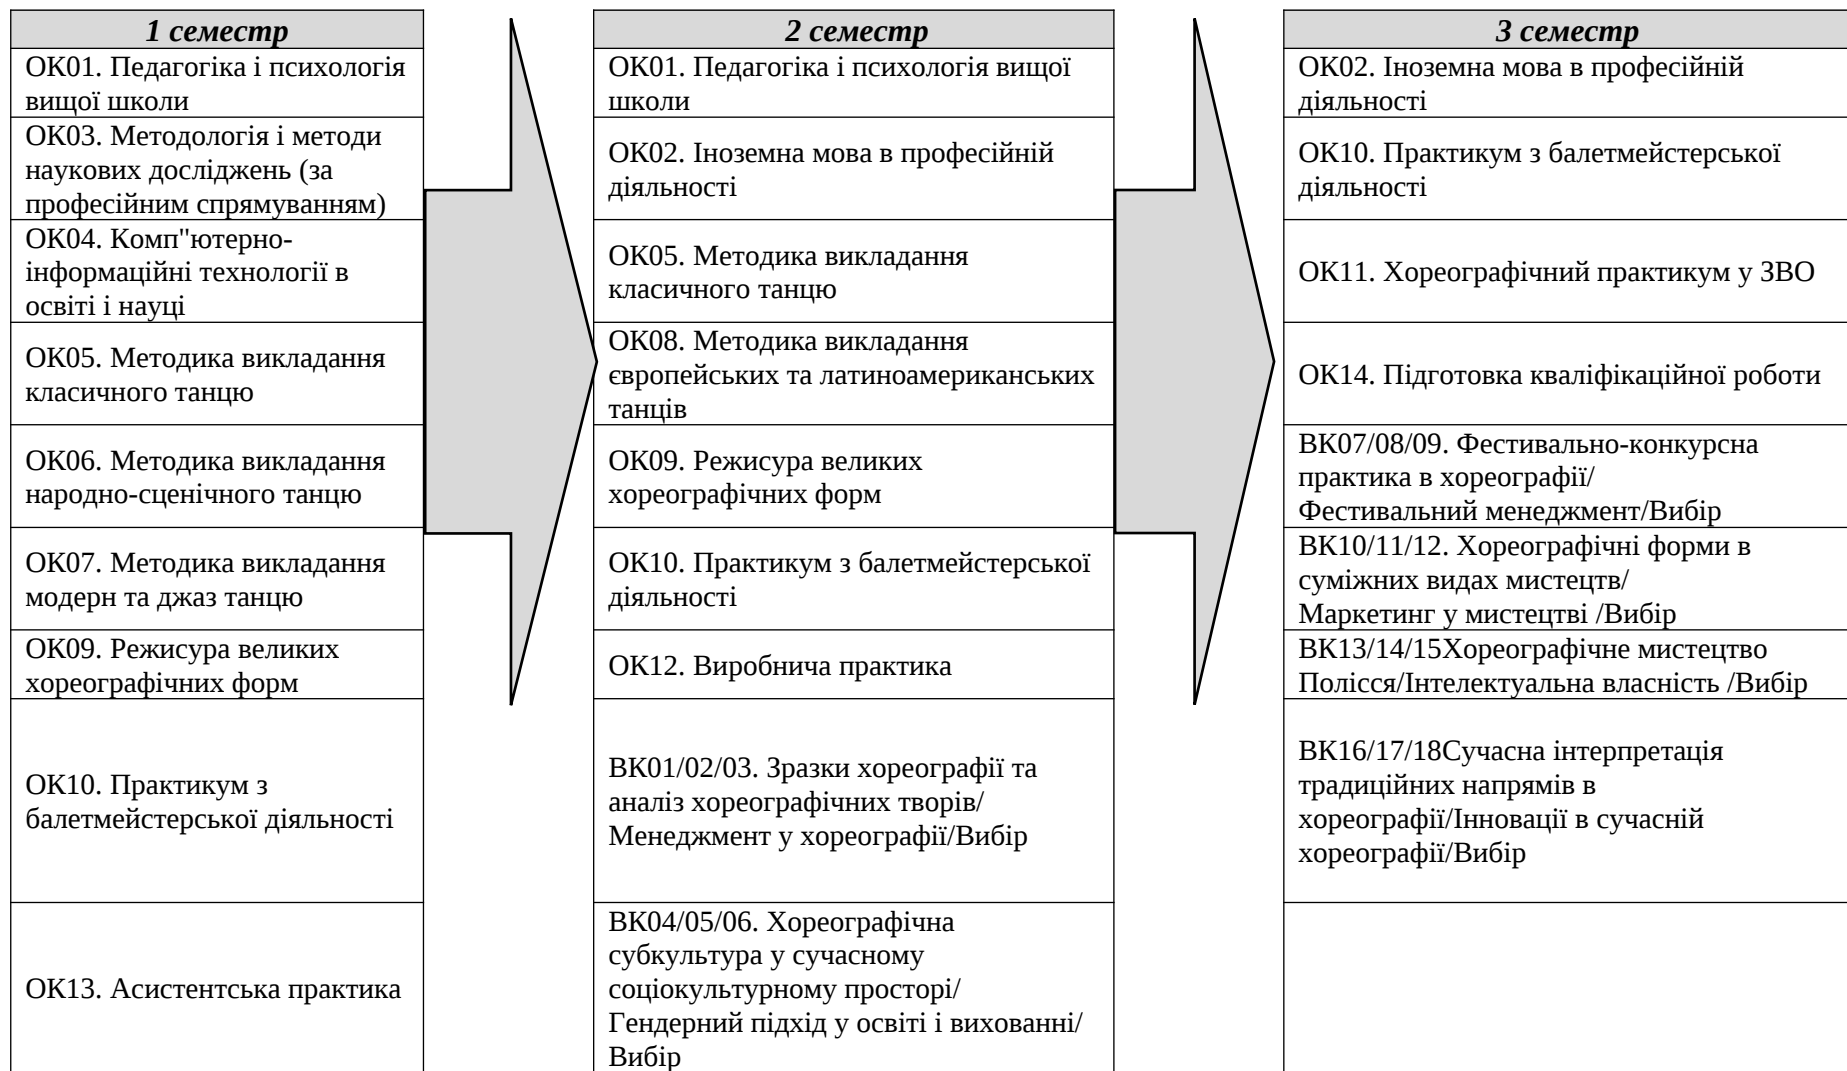 1 семестр
ОК01. Педагогіка і психологія
вищої школи
ОК03. Методологія і методи
наукових досліджень (за
професійним спрямуванням)
ОК04. Комп"ютерно-
інформаційні технології в
освіті і науці
ОК05. Методика викладання
класичного танцю
ОК06. Методика викладання
народно-сценічного танцю
ОК07. Методика викладання
модерн та джаз танцю
ОК09. Режисура великих
хореографічних форм
ОК10. Практикум з
балетмейстерської діяльності
ОК13. Асистентська практика
2 семестр
ОК01. Педагогіка і психологія вищої
школи
ОК02. Іноземна мова в професійній
діяльності
ОК05. Методика викладання
класичного танцю
ОК08. Методика викладання
європейських та латиноамериканських
танців
ОК09. Режисура великих
хореографічних форм
ОК10. Практикум з балетмейстерської
діяльності
ОК12. Виробнича практика
ВК01/02/03. Зразки хореографії та
аналіз хореографічних творів/
Менеджмент у хореографії/Вибір
ВК04/05/06. Хореографічна
субкультура у сучасному
соціокультурному просторі/
Гендерний підхід у освіті і вихованні/
Вибір
3 семестр
ОК02. Іноземна мова в професійній
діяльності
ОК10. Практикум з балетмейстерської
діяльності
ОК11. Хореографічний практикум у ЗВО
ОК14. Підготовка кваліфікаційної роботи
ВК07/08/09. Фестивально-конкурсна
практика в хореографії/
Фестивальний менеджмент/Вибір
ВК10/11/12. Хореографічні форми в
суміжних видах мистецтв/
Маркетинг у мистецтві /Вибір
ВК13/14/15Хореографічне мистецтво
Полісся/Інтелектуальна власність /Вибір
ВК16/17/18Сучасна інтерпретація
традиційних напрямів в
хореографії/Інновації в сучасній
хореографії/Вибір